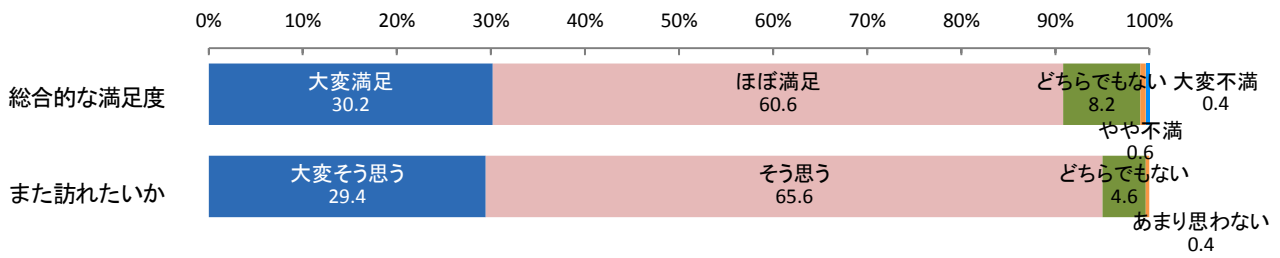 0% 10% 20% 30% 40% 50% 60% 70% 80% 90% 100%
総合的な満足度
大変満足
30.2
ほぼ満足
60.6
どちらでもない
8.2
やや不満
0.6
大変不満
0.4
また訪れたいか
大変そう思う
29.4
そう思う
65.6
どちらでもない
4.6
あまり思わない
0.4